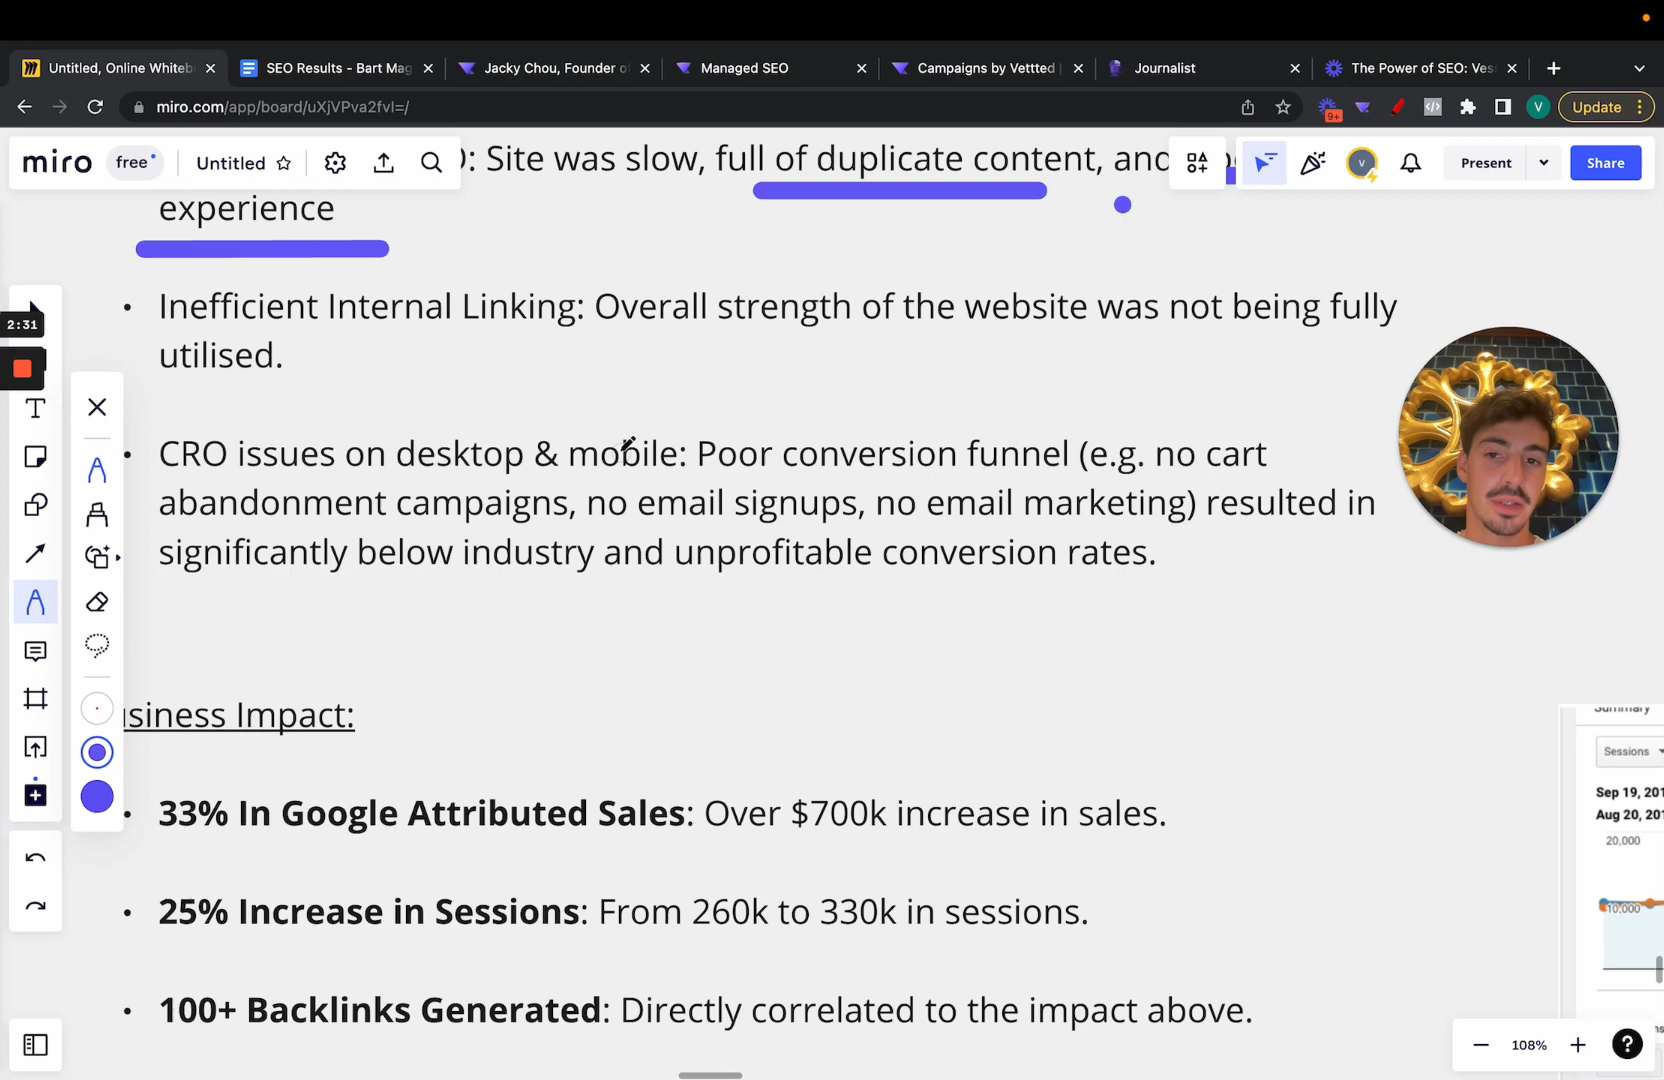 Untitled, Online Whiteb
SEO Results - Bart Mag
Jacky Chou, Founder o
Managed SEO
Campaigns by Vettted
Journalist
The Power of SEO: Ves
miro.com/app/board/uXjVPva2fvI=/
9+
V
Update
miro
free
Untitled
: Site was slow, full of duplicate content, and
V
Present
Share
experience
2:31
• Inefficient Internal Linking: Overall strength of the website was not being fully
utilised.
• CRO issues on desktop & mobile: Poor conversion funnel (e.g. no cart
abandonment campaigns, no email signups, no email marketing) resulted in
significantly below industry and unprofitable conversion rates.
siness Impact:
Summary
Sessions
Sep 19, 201
Aug 20, 201
20,000
10,000
• 33% In Google Attributed Sales: Over $700k increase in sales.
• 25% Increase in Sessions: From 260k to 330k in sessions.
• 100+ Backlinks Generated: Directly correlated to the impact above.
108%